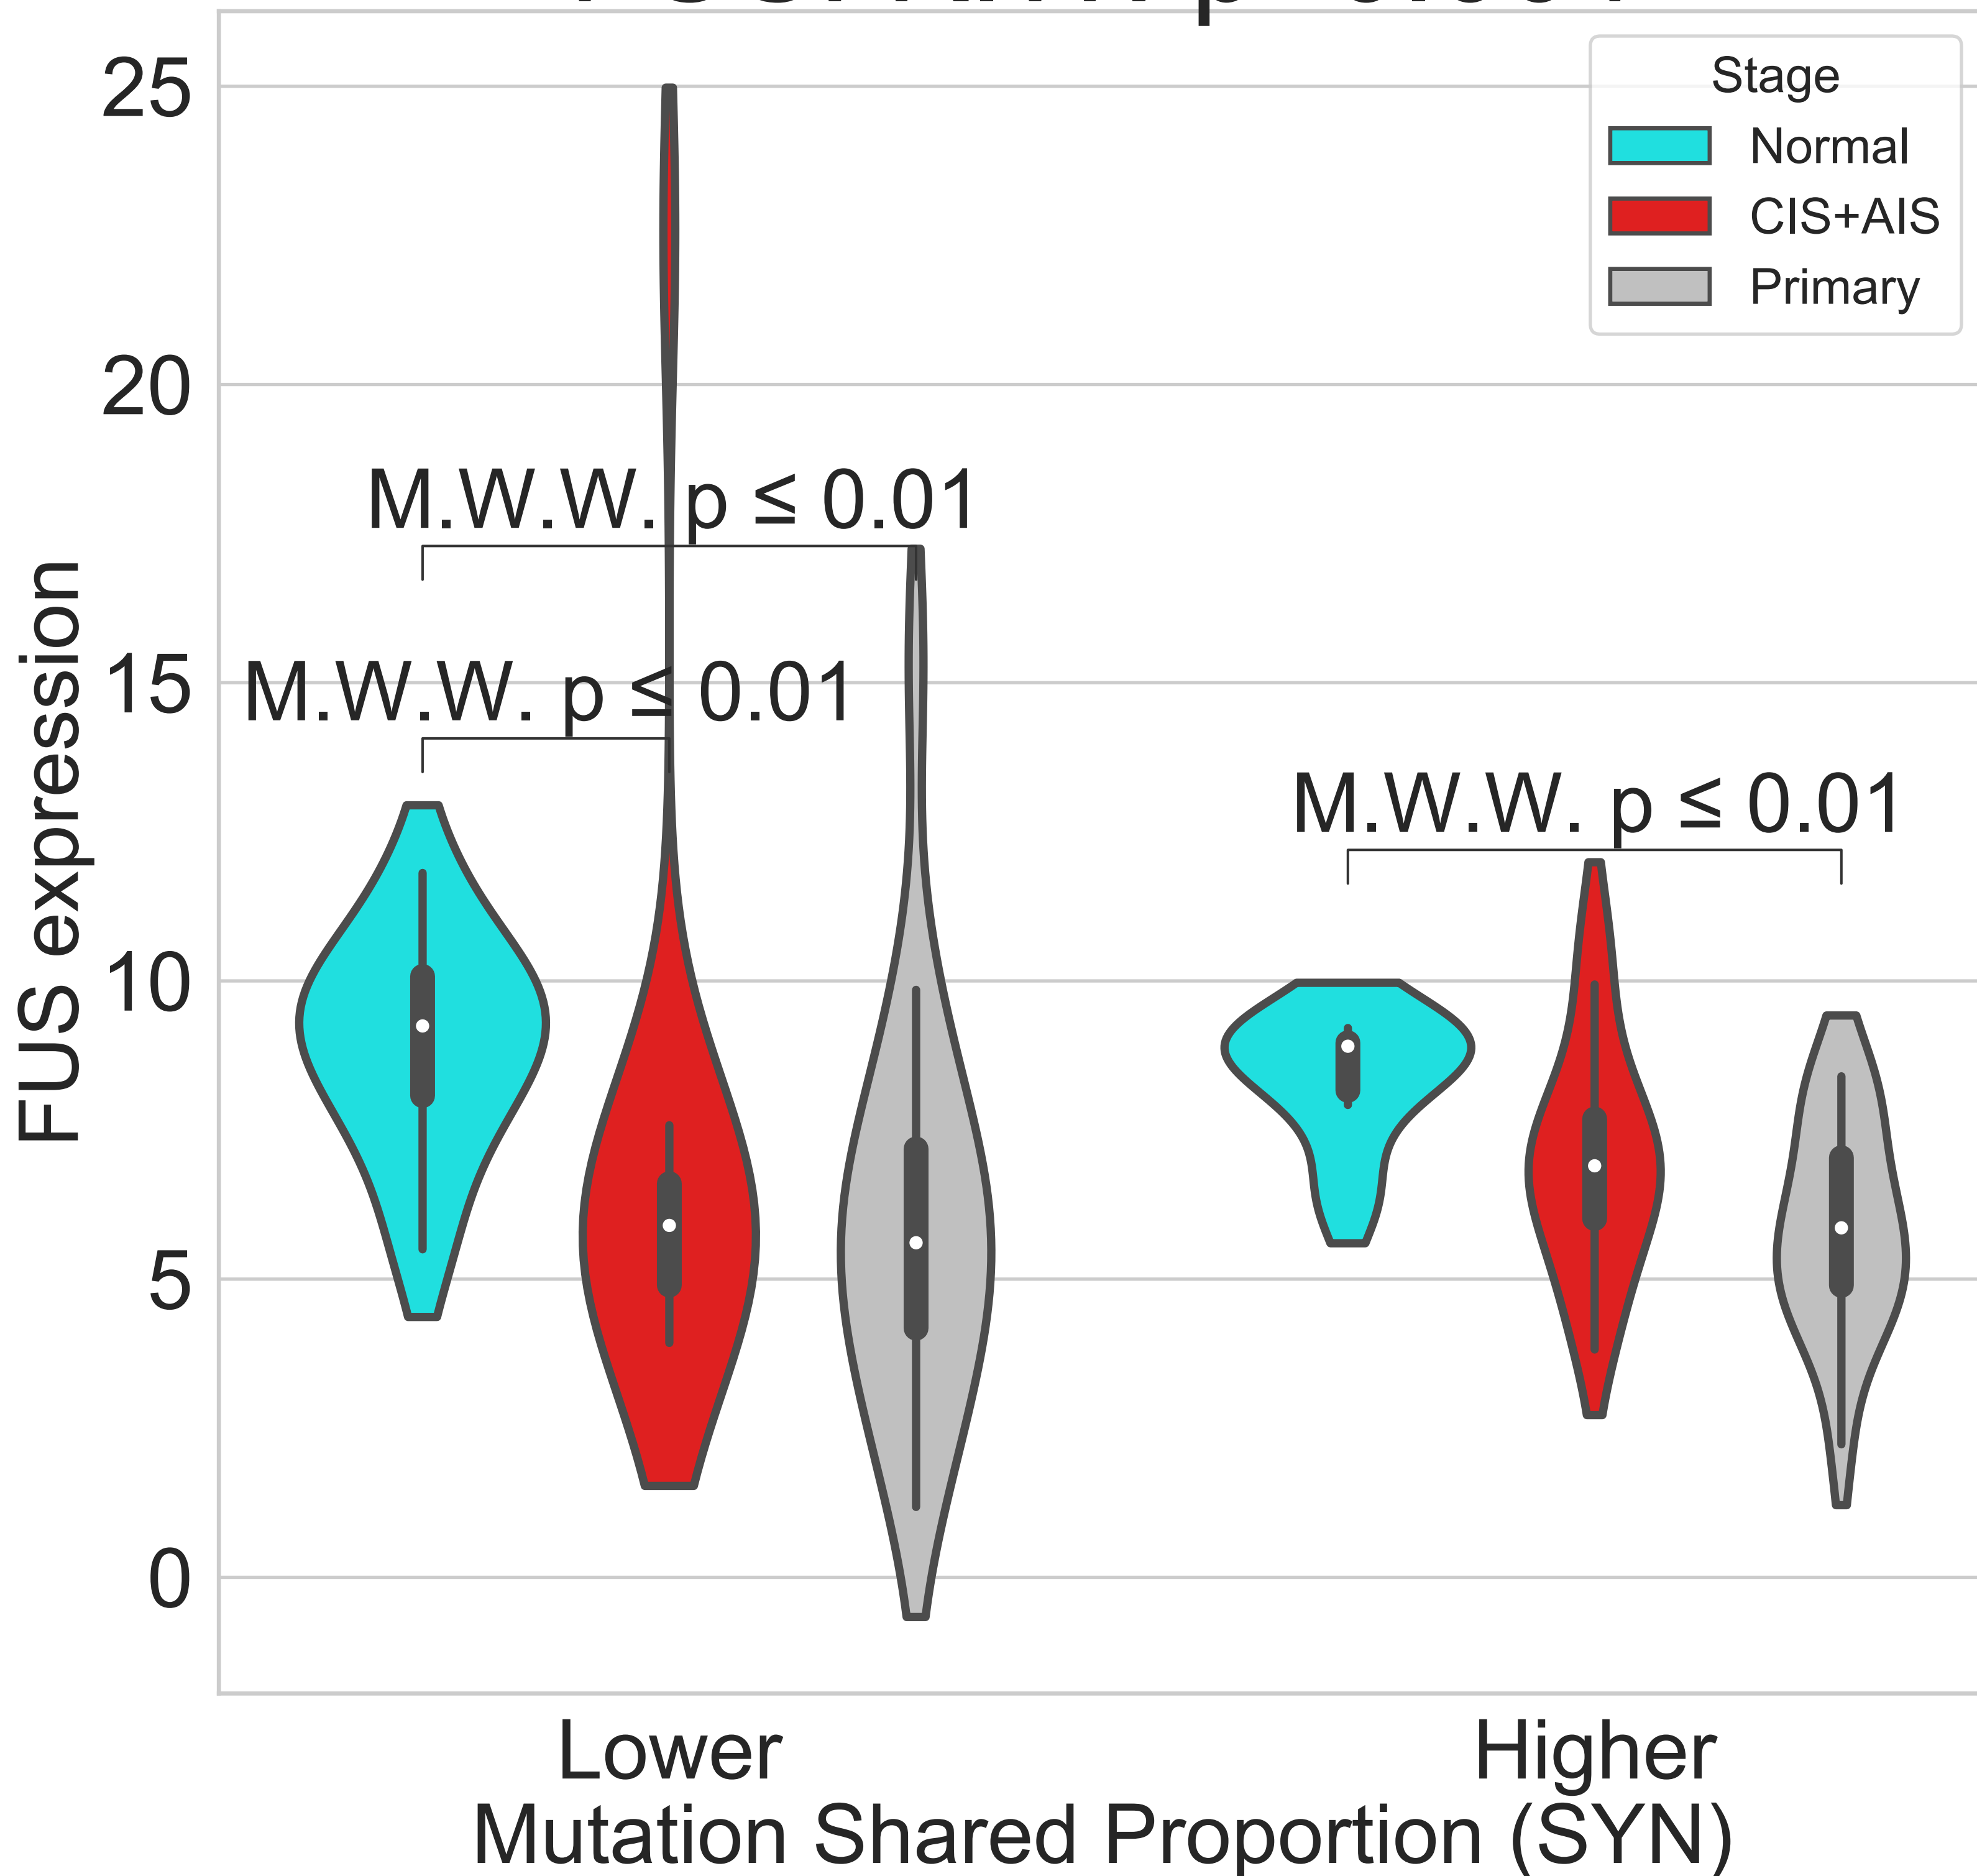 25
20
15
10
5
0
FUS expression
Stage
Normal
CIS+AIS
Primary
M.W.W. p ≤ 0.01
M.W.W. p ≤ 0.01
M.W.W. p ≤ 0.01
Lower
Higher
Mutation Shared Proportion (SYN)